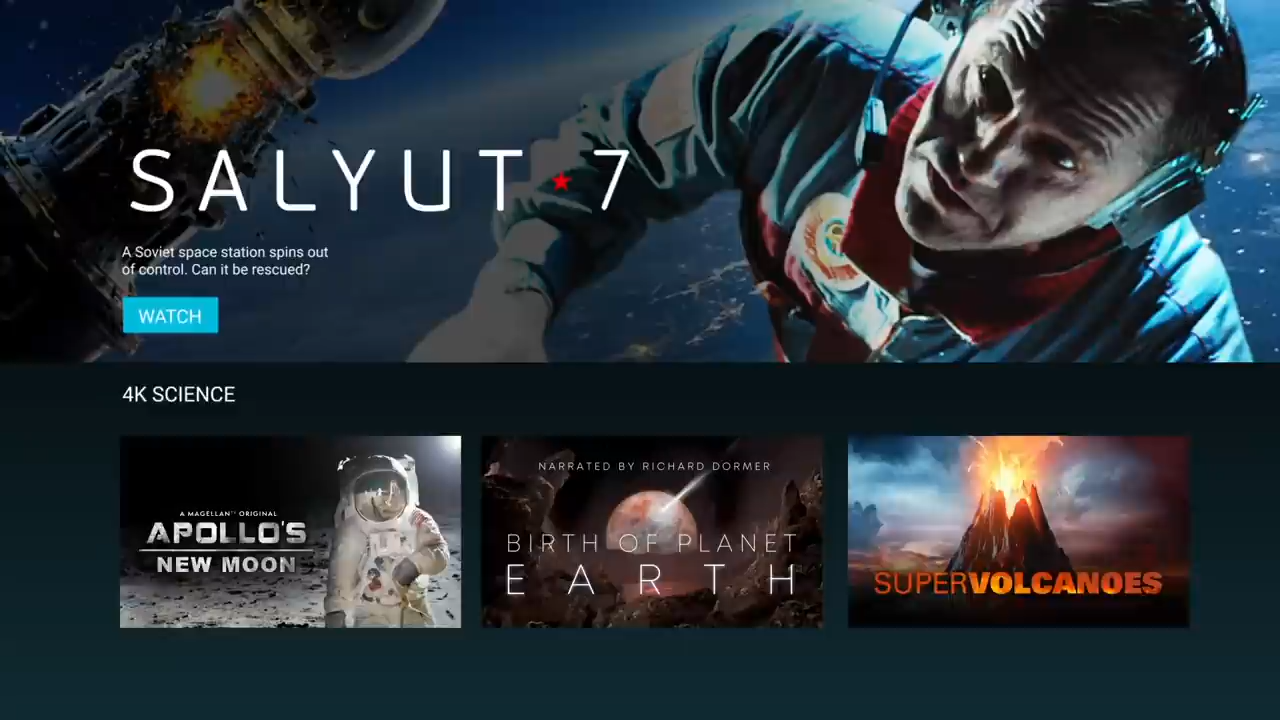 SALYUT★7
A Soviet space station spins out
of control. Can it be rescued?
WATCH
4K SCIENCE
A MAGELLAN™ ORIGINAL
APOLLO'S
NEW MOON
NARRATED BY RICHARD DORMER
BIRTH OF PLANET
EARTH
SUPERVOLCANOES